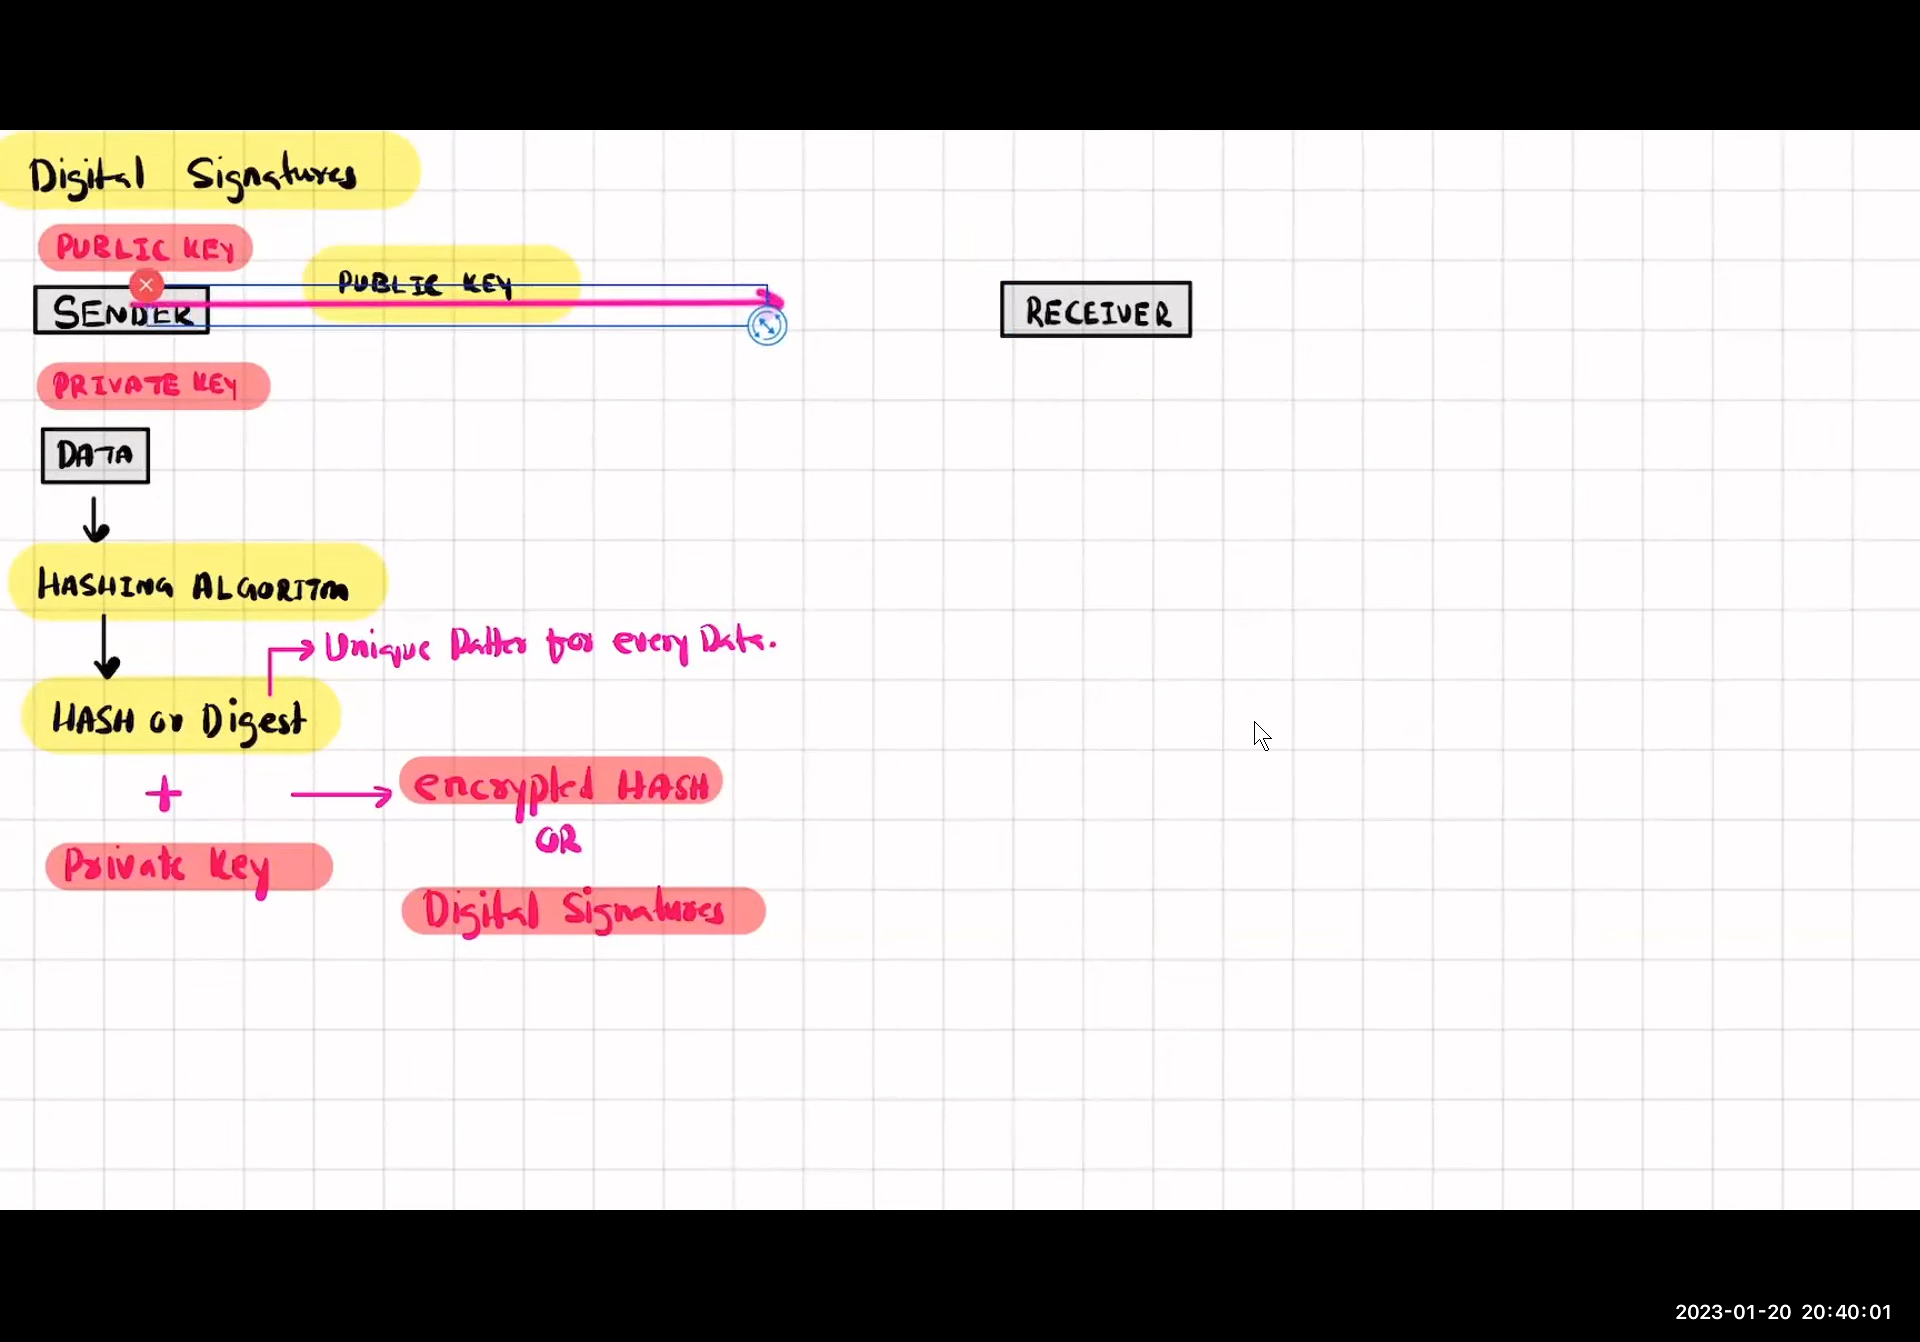 Digital Signatures
PUBLIC KEY
PUBLIC KEY
SENDER
RECEIVER
PRIVATE KEY
DATA
HASHING ALGORITM
Unique Datter for every Data.
HASH or Digest
+
encrypted HASH
OR
Private Key
Digital Signatures
2023-01-20 20:40:01